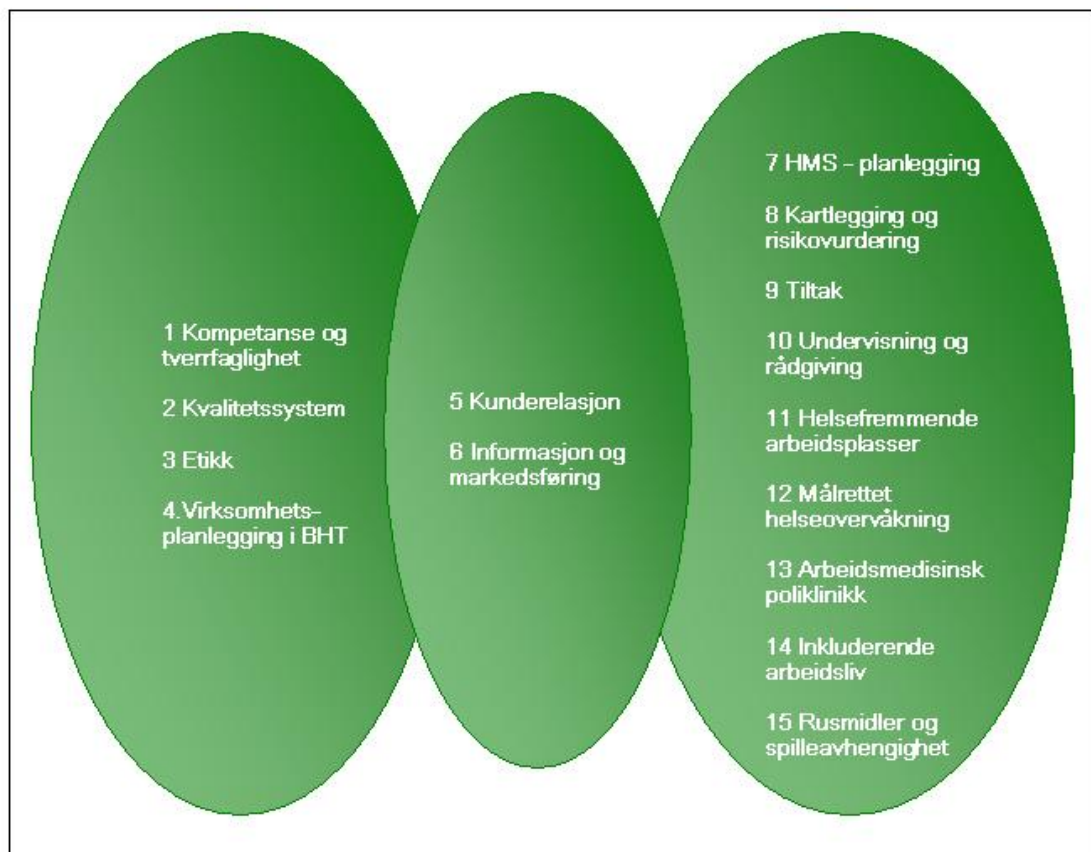 1 Kompetanse og
tverrfaglighet
2 Kvalitetssystem
3 Etikk
4.Virksomhets-
planlegging i BHT
5 Kunderelasjon
6 Informasjon og
markedsføring
7 HMS – planlegging
8 Kartlegging og
risikovurdering
9 Tiltak
10 Undervisning og
rådgiving
11 Helsefremmende
arbeidsplasser
12 Målrettet
helseovervåkning
13 Arbeidsmedisinsk
poliklinikk
14 Inkluderende
arbeidsliv
15 Rusmidler og
spilleavhengighet